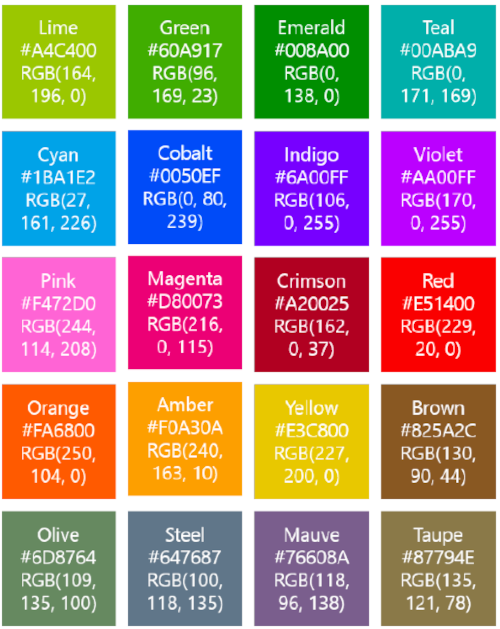 Lime
#A4C400
RGB(164,
196, 0)
Green
#60A917
RGB(96,
169, 23)
Emerald
#008A00
RGB(0,
138, 0)
Teal
#00ABA9
RGB(0,
171, 169)
Cyan
#1BA1E2
RGB(27,
161, 226)
Cobalt
#0050EF
RGB(0, 80,
239)
Indigo
#6A00FF
RGB(106,
0, 255)
Violet
#AA00FF
RGB(170,
0, 255)
Pink
#F472D0
RGB(244,
114, 208)
Magenta
#D80073
RGB(216,
0, 115)
Crimson
#A20025
RGB(162,
0, 37)
Red
#E51400
RGB(229,
20, 0)
Orange
#FA6800
RGB(250,
104, 0)
Amber
#F0A30A
RGB(240,
163, 10)
Yellow
#E3C800
RGB(227,
200, 0)
Brown
#825A2C
RGB(130,
90, 44)
Olive
#6D8764
RGB(109,
135, 100)
Steel
#647687
RGB(100,
118, 135)
Mauve
#76608A
RGB(118,
96, 138)
Taupe
#87794E
RGB(135,
121, 78)